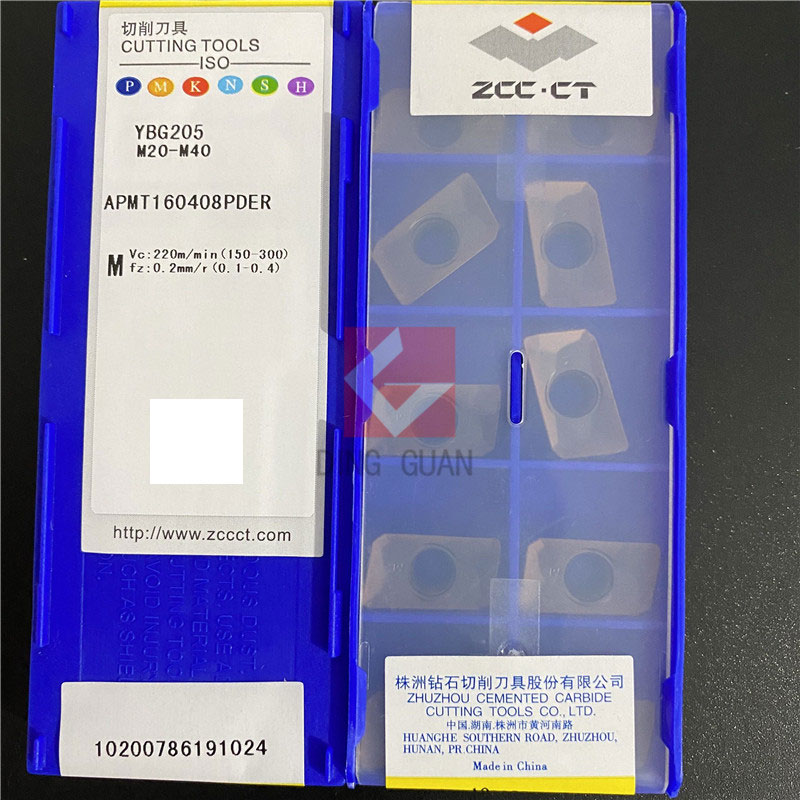 切削刀具
CUTTING TOOLS
ISO
P M K N S H
YBG205
M20-M40
APMT160408PDER
M
Vc:220m/min(150-300)
fz:0.2mm/r(0.1-0.4)
http://www.zccct.com
10200786191024
ZCC·CT
GUAN
株洲钻石切削刀具股份有限公司
ZHUZHOU CEMENTED CARBIDE
CUTTING TOOLS CO., LTD.
中国.湖南.株洲市黄河南路
HUANGHE SOUTHERN ROAD, ZHUZHOU,
HUNAN, PR CHINA
Made in China